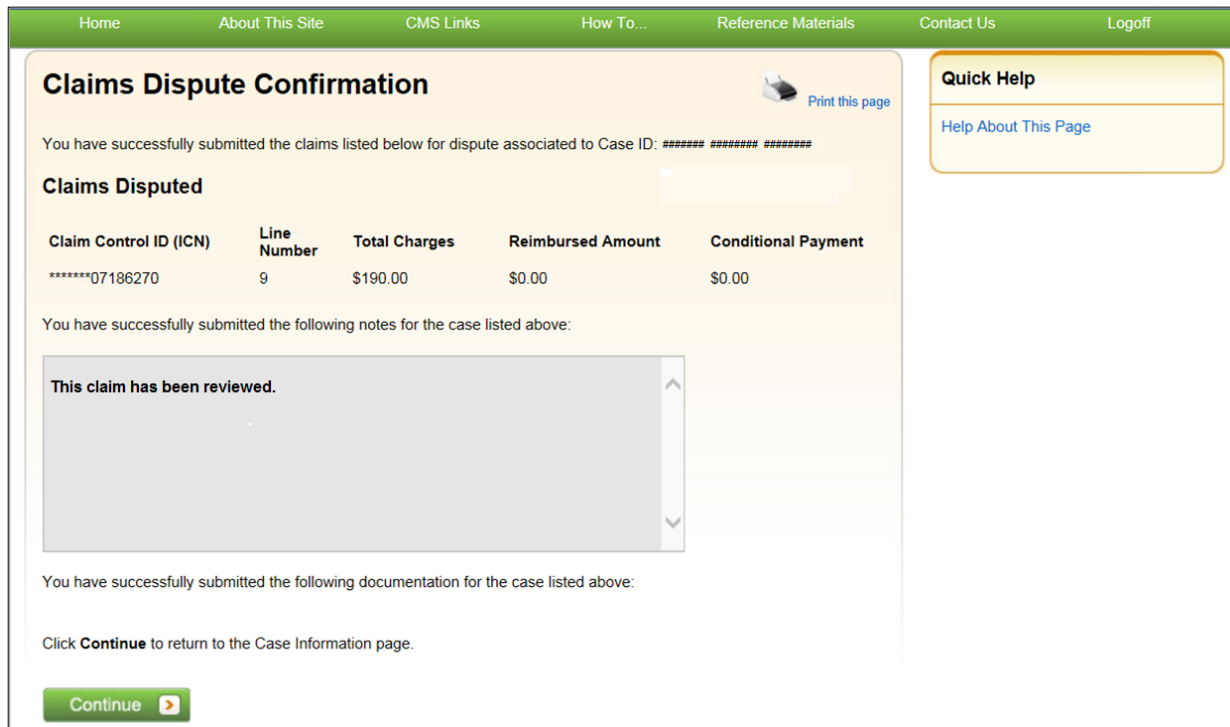 Home About This Site CMS Links How To... Reference Materials Contact Us Logoff
Claims Dispute Confirmation
Print this page
You have successfully submitted the claims listed below for dispute associated to Case ID: ####### ######## ########
Claims Disputed
Claim Control ID (ICN) Line Number Total Charges Reimbursed Amount Conditional Payment
*******07186270 9 $190.00 $0.00 $0.00
You have successfully submitted the following notes for the case listed above:
This claim has been reviewed.
You have successfully submitted the following documentation for the case listed above:
Click Continue to return to the Case Information page.
Continue
Quick Help
Help About This Page